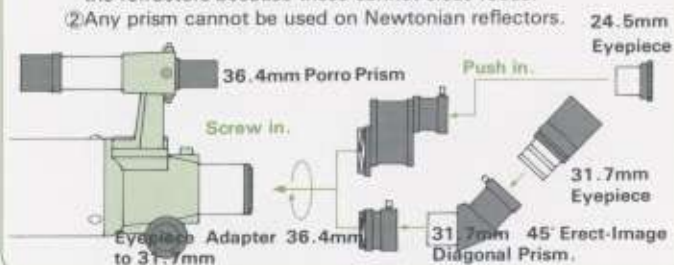 ②Any prism cannot be used on Newtonian reflectors.
24.5mm
Eyepiece
36.4mm Porro Prism
Push in.
Screw in.
31.7mm
Eyepiece
Eyepiece Adapter 36.4mm
to 31.7mm
31.7mm 45° Erect-Image
Diagonal Prism.